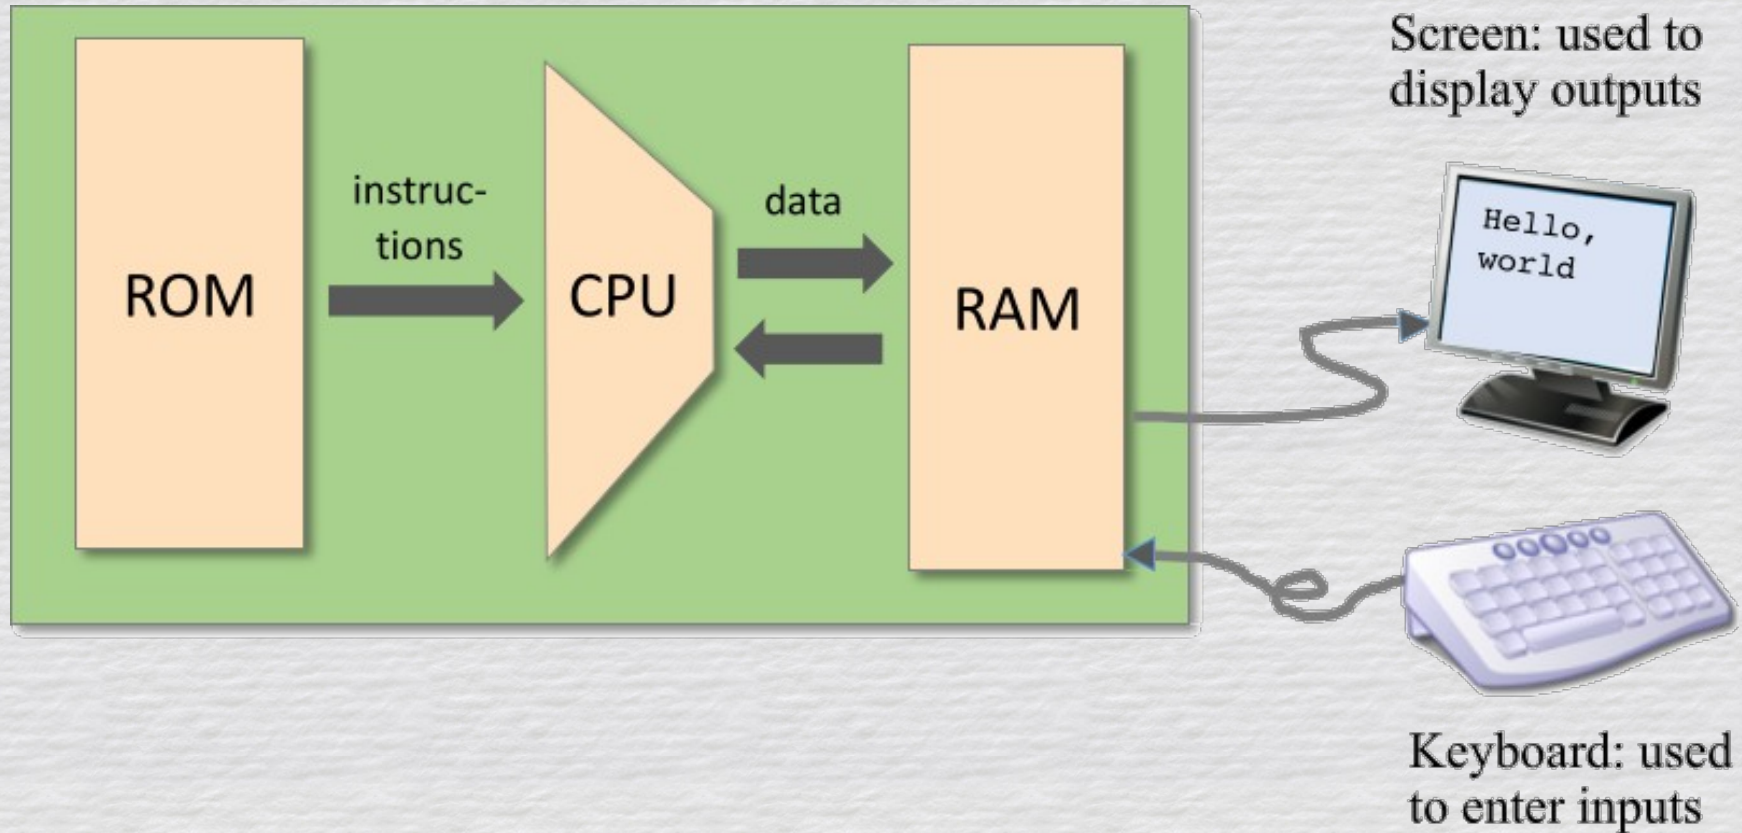 ROM
instruc-
tions
CPU
data
RAM
Screen: used to
display outputs
Hello,
world
Keyboard: used
to enter inputs